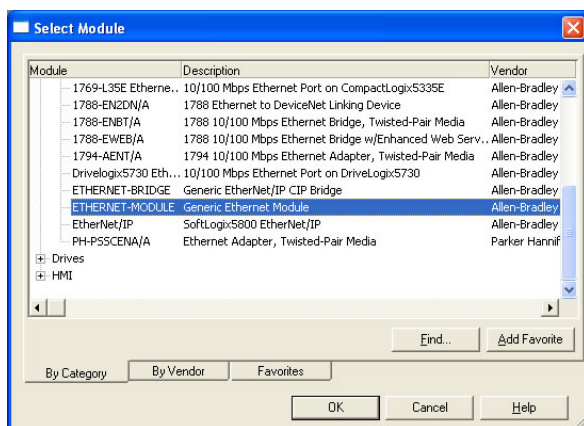 Select Module
Module Description Vendor
1769-L35E Etherne... 10/100 Mbps Ethernet Port on CompactLogix5335E Allen-Bradley
1788-EN2DN/A 1788 Ethernet to DeviceNet Linking Device Allen-Bradley
1788-ENBT/A 1788 10/100 Mbps Ethernet Bridge, Twisted-Pair Media Allen-Bradley
1788-EWEB/A 1788 10/100 Mbps Ethernet Bridge w/Enhanced Web Serv... Allen-Bradley
1794-AENT/A 1794 10/100 Mbps Ethernet Adapter, Twisted-Pair Media Allen-Bradley
Drivelogix5730 Eth... 10/100 Mbps Ethernet Port on DriveLogix5730 Allen-Bradley
ETHERNET-BRIDGE Generic EtherNet/IP CIP Bridge Allen-Bradley
ETHERNET-MODULE Generic Ethernet Module Allen-Bradley
EtherNet/IP SoftLogix5800 EtherNet/IP Allen-Bradley
PH-PSSCENA/A Ethernet Adapter, Twisted-Pair Media Parker Hannif
Drives
HMI
Find... Add Favorite
By Category By Vendor Favorites
OK Cancel Help